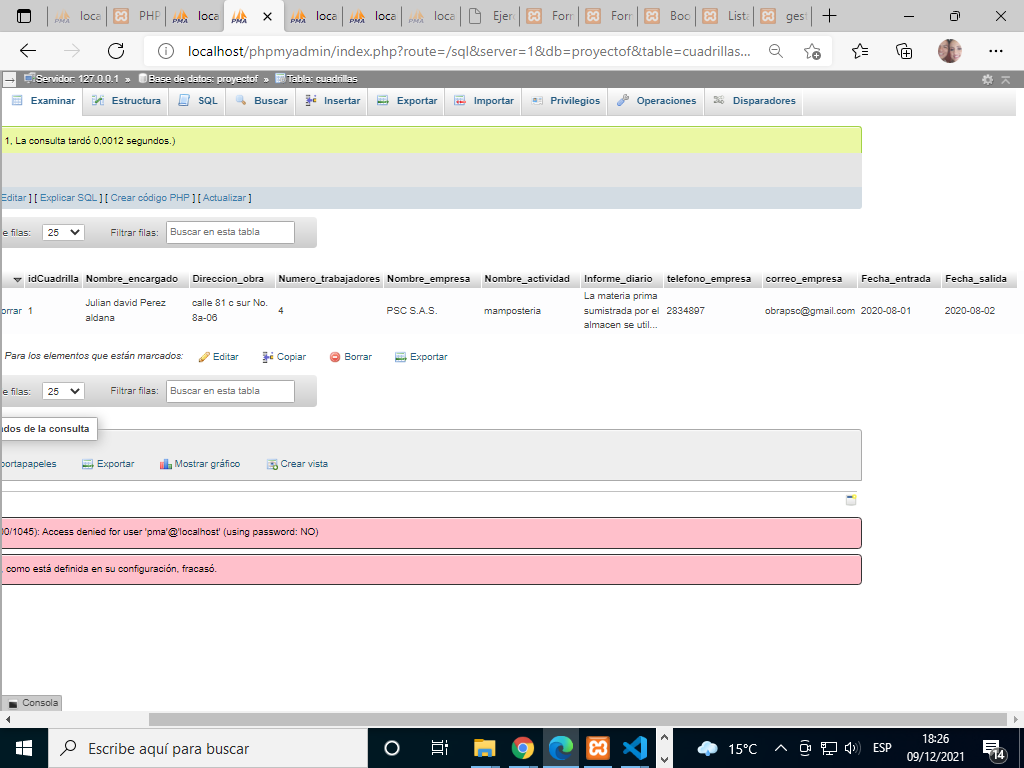 loca
PHP
loca
loca
loca
loca
Ejer
Forr
Forr
Boo
Lista
gest
localhost/phpmyadmin/index.php?route=/sql&server=1&db=proyectof&table=cuadrillas...
Servidor: 127.0.0.1 » Base de datos: proyectof » Tabla: cuadrillas
Examinar Estructura SQL Buscar Insertar Exportar Importar Privilegios Operaciones Disparadores
1, La consulta tardó 0,0012 segundos.)
Editar ] [ Explicar SQL ] [ Crear código PHP ] [ Actualizar ]
e filas: 25 Filtrar filas: Buscar en esta tabla
idCuadrilla Nombre_encargado Direccion_obra Numero_trabajadores Nombre_empresa Nombre_actividad Informe_diario telefono_empresa correo_empresa Fecha_entrada Fecha_salida
orrar 1 Julian david Perez aldana calle 81 c sur No. 8a-06 4 PSC S.A.S. mamposteria La materia prima sumistrada por el almacen se util... 2834897 obrapsc@gmail.com 2020-08-01 2020-08-02
Para los elementos que están marcados: Editar Copiar Borrar Exportar
e filas: 25 Filtrar filas: Buscar en esta tabla
ados de la consulta
portapapeles Exportar Mostrar gráfico Crear vista
00/1045): Access denied for user 'pma'@'localhost' (using password: NO)
, como está definida en su configuración, fracasó.
Consola
Escribe aquí para buscar
15°C
ESP
18:26
09/12/2021
14